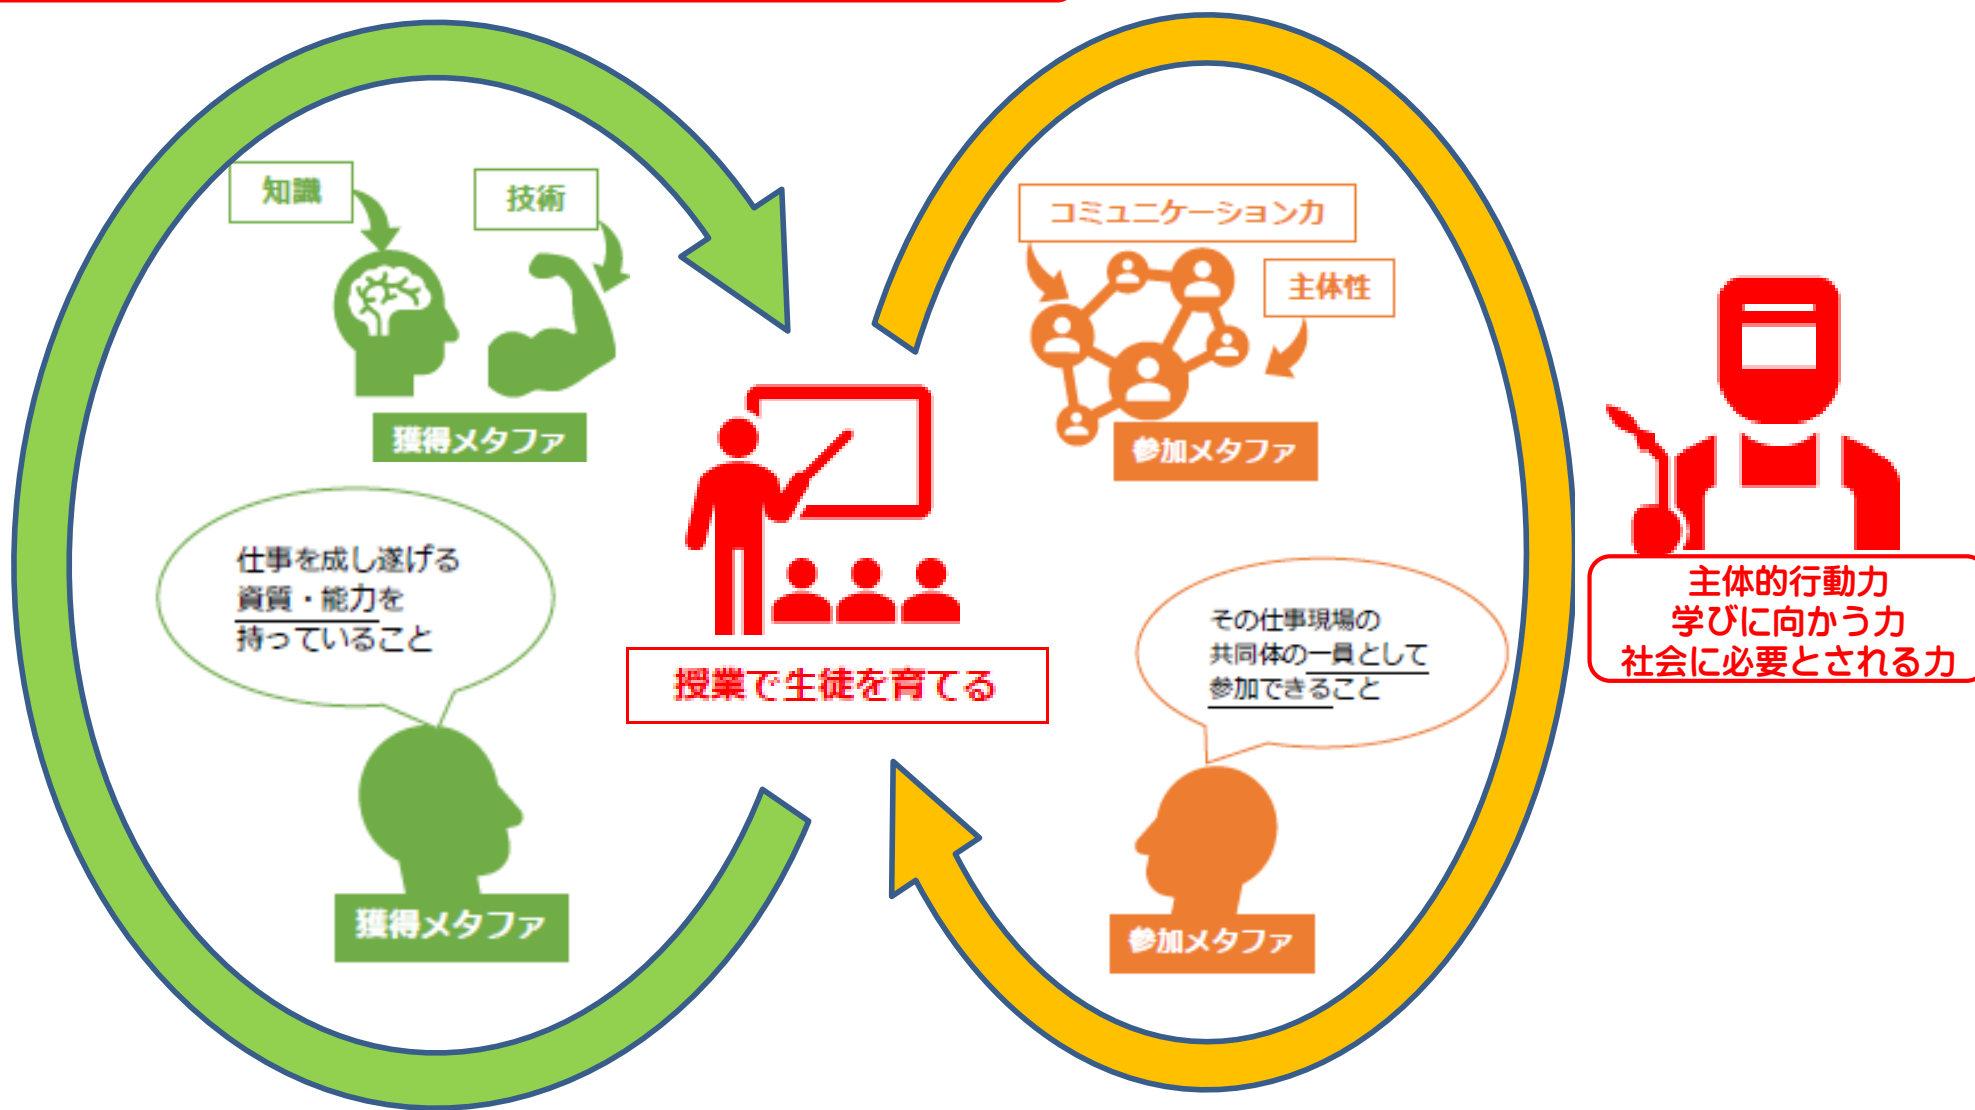 知識
技術
獲得メタファ
仕事を成し遂げる
資質・能力を
持っていること
獲得メタファ
授業で生徒を育てる
コミュニケーション力
主体性
参加メタファ
その仕事現場の
共同体の一員として
参加できること
参加メタファ
主体的行動力
学びに向かう力
社会に必要とされる力